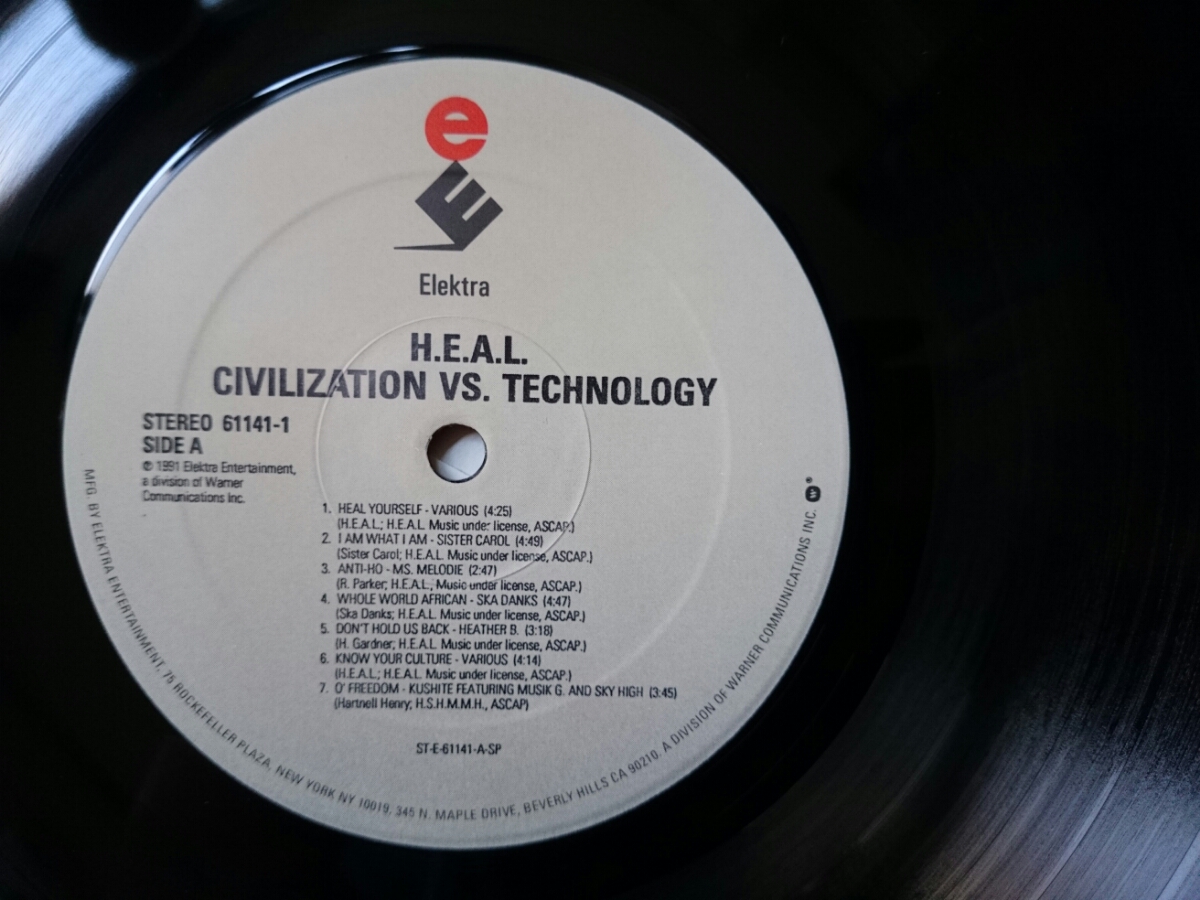 e
E
Elektra
H.E.A.L.
CIVILIZATION VS. TECHNOLOGY
STEREO 61141-1
SIDE A
℗ 1991 Elektra Entertainment,
a division of Warner
Communications Inc.
1. HEAL YOURSELF - VARIOUS (4:25)
(H.E.A.L.; H.E.A.L. Music under license, ASCAP.)
2. I AM WHAT I AM - SISTER CAROL (4:49)
(Sister Carol; H.E.A.L. Music under license, ASCAP.)
3. ANTI-HO - MS. MELODIE (2:47)
(R. Parker; H.E.A.L., Music under license, ASCAP.)
4. WHOLE WORLD AFRICAN - SKA DANKS (4:47)
(Ska Danks; H.E.A.L. Music under license, ASCAP.)
5. DON'T HOLD US BACK - HEATHER B. (3:18)
(H. Gardner; H.E.A.L. Music under license, ASCAP.)
6. KNOW YOUR CULTURE - VARIOUS (4:14)
(H.E.A.L.; H.E.A.L. Music under license, ASCAP.)
7. O' FREEDOM - KUSHITE FEATURING MUSIK G. AND SKY HIGH (3:45)
(Hartnell Henry; H.S.H.M.M.H., ASCAP)
ST-E-61141-A-SP
MFG. BY ELEKTRA ENTERTAINMENT, 75 ROCKEFELLER PLAZA, NEW YORK NY 10019, 345 N. MAPLE DRIVE, BEVERLY HILLS CA 90210. A DIVISION OF WARNER COMMUNICATIONS INC. W ®